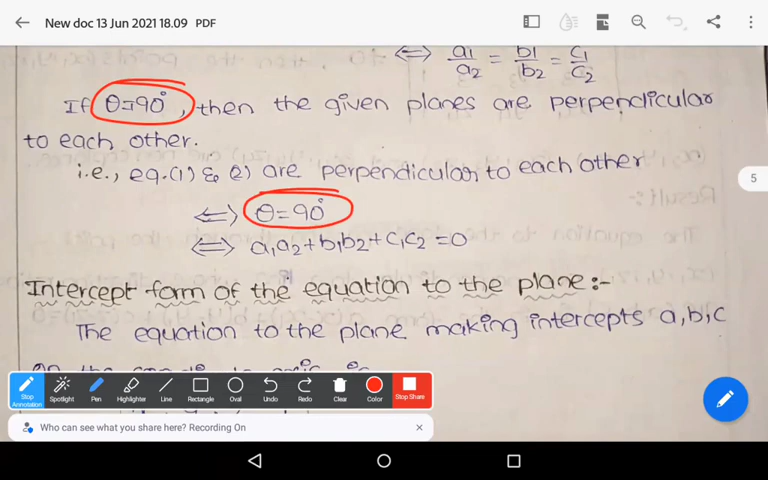 New doc 13 Jun 2021 18.09 PDF
⟺ a1/a2 = b1/b2 = c1/c2
If θ=90°, then the given planes are perpendicular
to each other.
i.e., eq.(1) & (2) are perpendicular to each other
5
⟺ θ=90°
⟺ a1a2+b1b2+c1c2=0
Intercept form of the equation to the plane:-
The equation to the plane making intercepts a,b,c
on the
Stop Annotation Spotlight Pen Highlighter Line Rectangle Oval Undo Redo Clear Color Stop Share
Who can see what you share here? Recording On